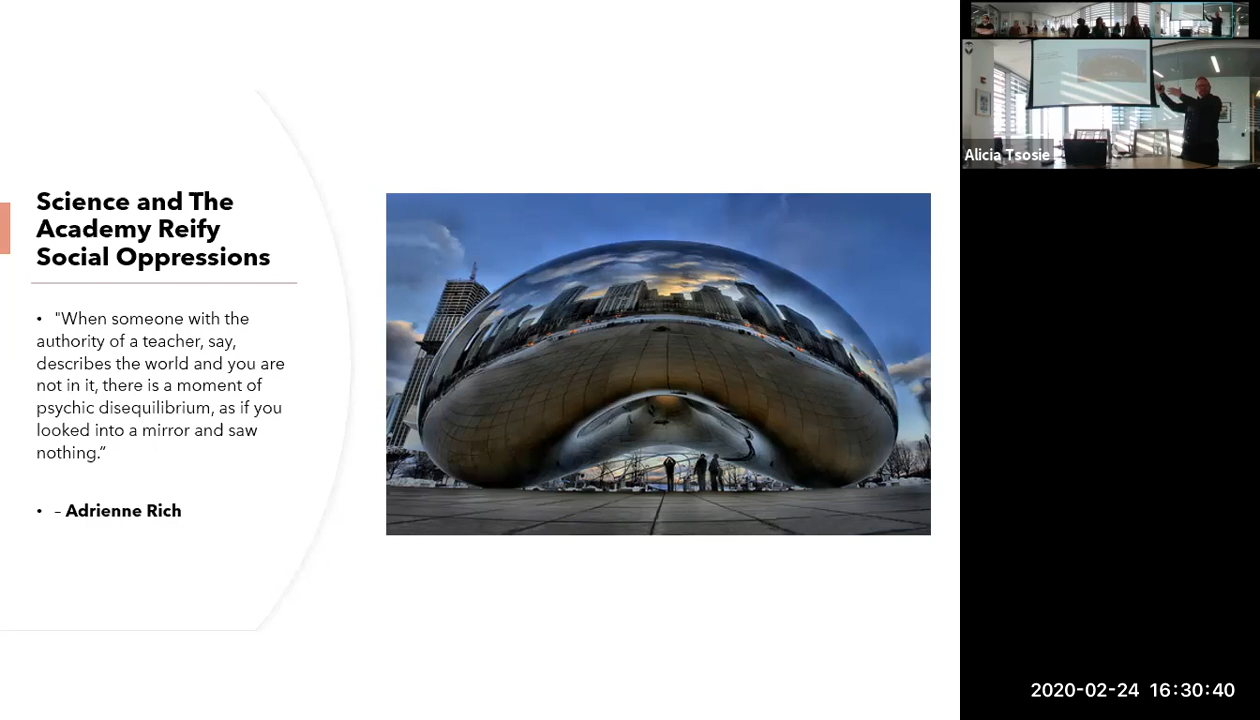 Science and The
Academy Reify
Social Oppressions
• "When someone with the
authority of a teacher, say,
describes the world and you are
not in it, there is a moment of
psychic disequilibrium, as if you
looked into a mirror and saw
nothing.”
• – Adrienne Rich
Alicia Tsosie
2020-02-24 16:30:40